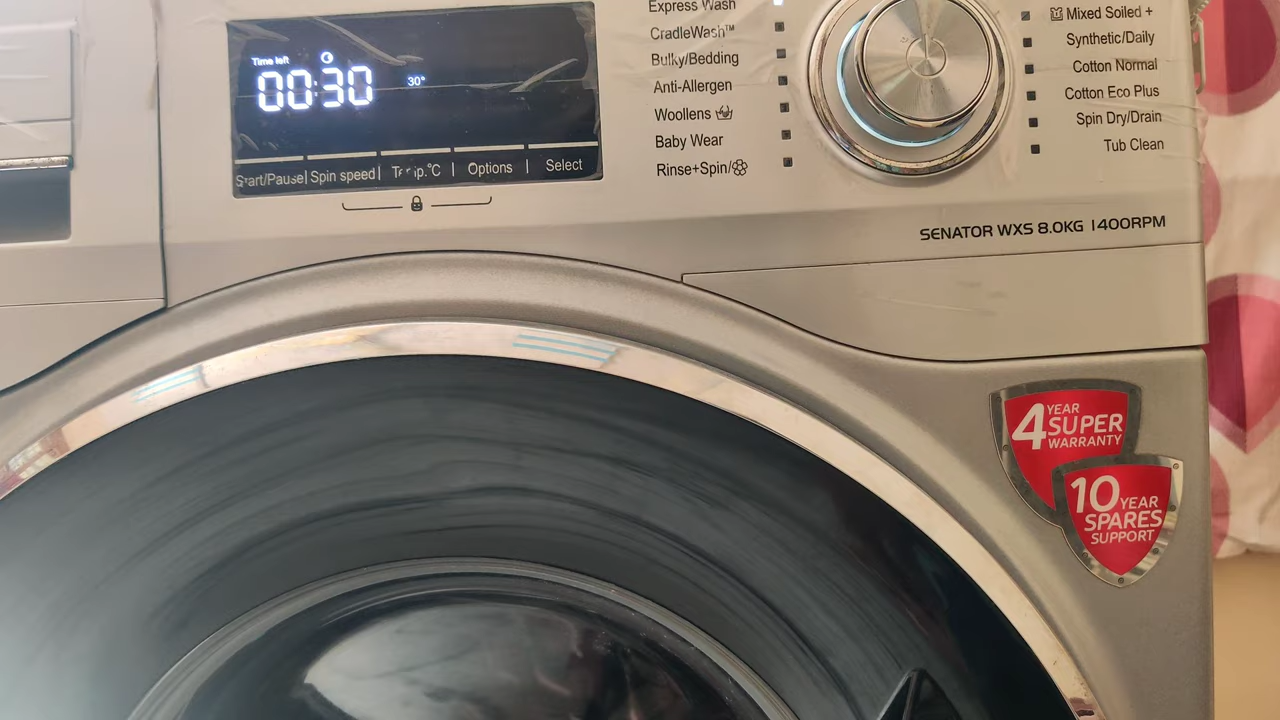 Express Wash
CradleWash™
Bulky/Bedding
Anti-Allergen
Woollens
Baby Wear
Rinse+Spin/
Mixed Soiled +
Synthetic/Daily
Cotton Normal
Cotton Eco Plus
Spin Dry/Drain
Tub Clean
Time left
00:30
30°
Start/Pause Spin speed Temp.°C Options Select
SENATOR WXS 8.0KG 1400RPM
4 YEAR
SUPER
WARRANTY
10 YEAR
SPARES
SUPPORT